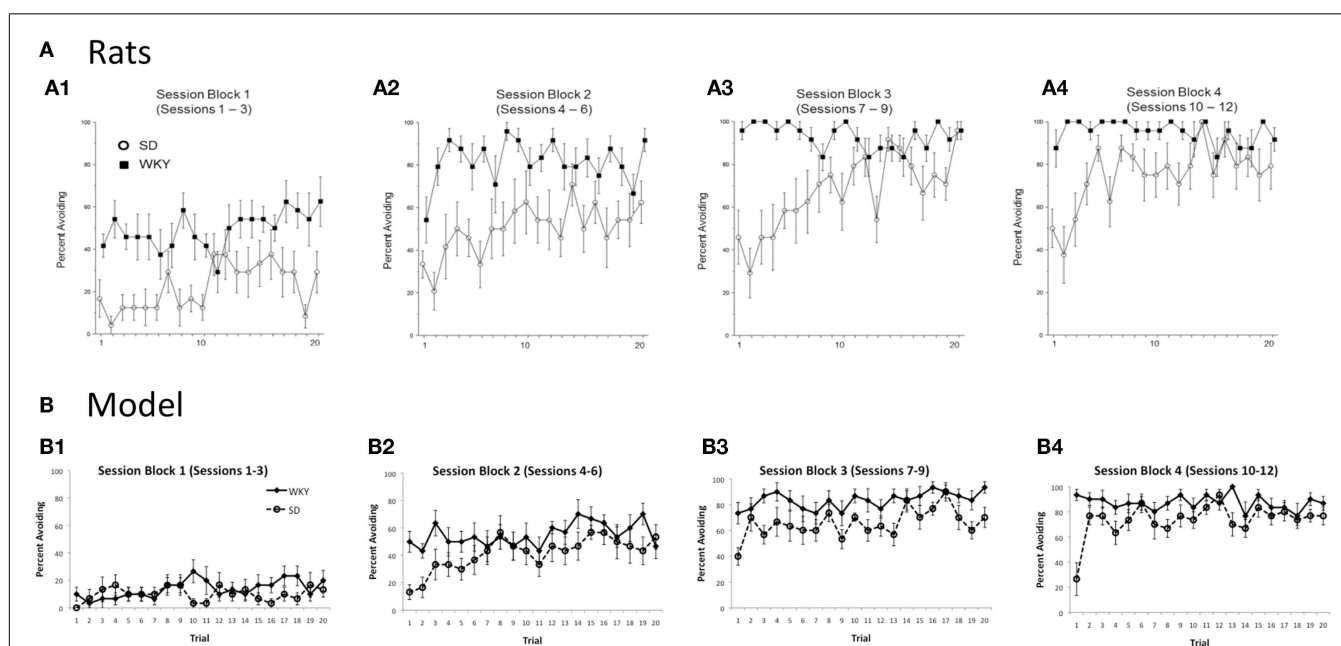 A Rats
A1
Session Block 1
(Sessions 1 – 3)
SD
WKY
Percent Avoiding
100
80
60
40
20
0
1 10 20
A2
Session Block 2
(Sessions 4 – 6)
Percent Avoiding
100
80
60
40
20
0
1 10 20
A3
Session Block 3
(Sessions 7 – 9)
Percent Avoiding
100
80
60
40
20
0
1 10 20
A4
Session Block 4
(Sessions 10 – 12)
Percent Avoiding
100
80
60
40
20
0
1 10 20
B Model
B1
Session Block 1 (Sessions 1-3)
WKY
SD
Percent Avoiding
100
80
60
40
20
0
1 2 3 4 5 6 7 8 9 10 11 12 13 14 15 16 17 18 19 20
Trial
B2
Session Block 2 (Sessions 4-6)
Percent Avoiding
100
80
60
40
20
0
1 2 3 4 5 6 7 8 9 10 11 12 13 14 15 16 17 18 19 20
Trial
B3
Session Block 3 (Sessions 7-9)
Percent Avoiding
100
80
60
40
20
0
1 2 3 4 5 6 7 8 9 10 11 12 13 14 15 16 17 18 19 20
Trial
B4
Session Block 4 (Sessions 10-12)
Percent Avoiding
100
80
60
40
20
0
1 2 3 4 5 6 7 8 9 10 11 12 13 14 15 16 17 18 19 20
Trial